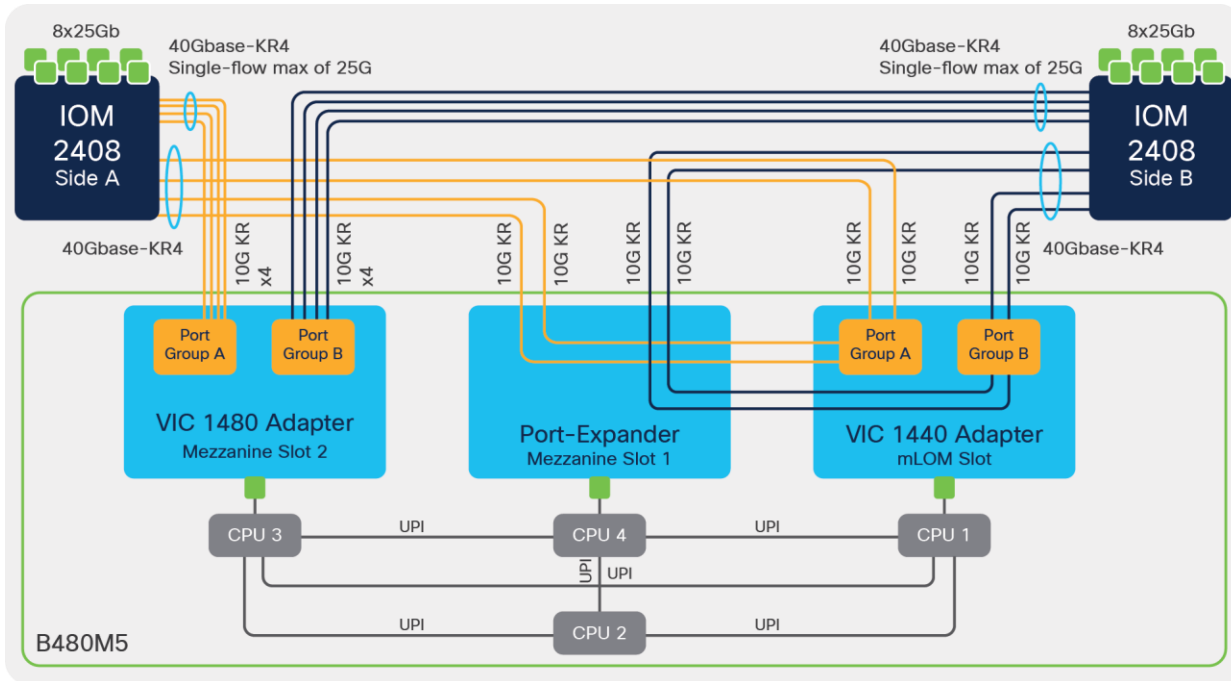 8x25Gb
8x25Gb
40Gbase-KR4
Single-flow max of 25G
40Gbase-KR4
Single-flow max of 25G
IOM
2408
Side A
IOM
2408
Side B
40Gbase-KR4
40Gbase-KR4
10G KR
x4
10G KR
x4
10G KR
10G KR
10G KR
10G KR
10G KR
10G KR
10G KR
10G KR
Port
Group A
Port
Group B
Port
Group A
Port
Group B
VIC 1480 Adapter
Mezzanine Slot 2
Port-Expander
Mezzanine Slot 1
VIC 1440 Adapter
mLOM Slot
CPU 3
UPI
CPU 4
UPI
CPU 1
UPI
UPI
UPI
CPU 2
UPI
B480M5